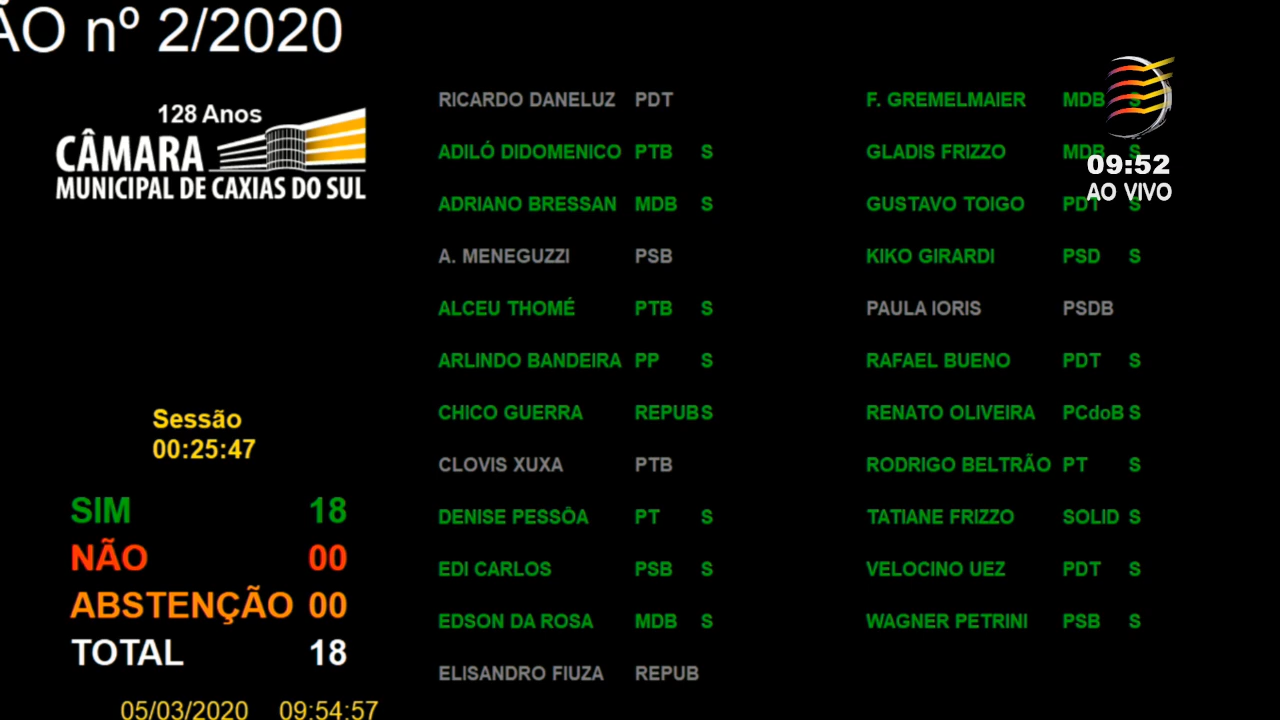 ÃO nº 2/2020
128 Anos
CÂMARA
MUNICIPAL DE CAXIAS DO SUL
Sessão
00:25:47
SIM 18
NÃO 00
ABSTENÇÃO 00
TOTAL 18
05/03/2020 09:54:57
RICARDO DANELUZ PDT
ADILÓ DIDOMENICO PTB S
ADRIANO BRESSAN MDB S
A. MENEGUZZI PSB
ALCEU THOMÉ PTB S
ARLINDO BANDEIRA PP S
CHICO GUERRA REPUB S
CLOVIS XUXA PTB
DENISE PESSÔA PT S
EDI CARLOS PSB S
EDSON DA ROSA MDB S
ELISANDRO FIUZA REPUB
F. GREMELMAIER MDB S
GLADIS FRIZZO MDB S
GUSTAVO TOIGO PDT S
KIKO GIRARDI PSD S
PAULA IORIS PSDB
RAFAEL BUENO PDT S
RENATO OLIVEIRA PCdoB S
RODRIGO BELTRÃO PT S
TATIANE FRIZZO SOLID S
VELOCINO UEZ PDT S
WAGNER PETRINI PSB S
09:52
AO VIVO